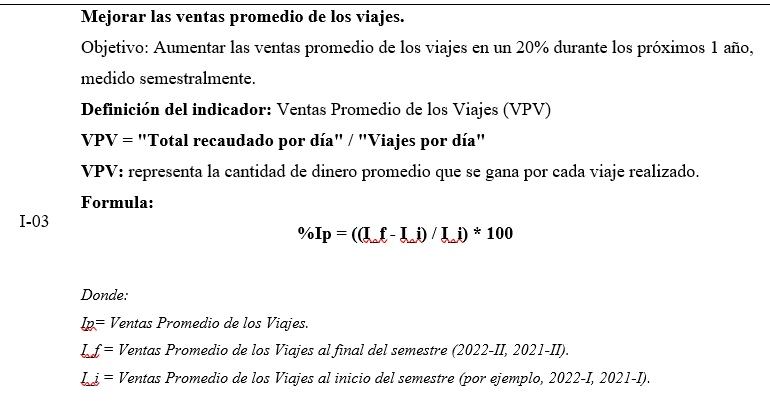 Mejorar las ventas promedio de los viajes.
Objetivo: Aumentar las ventas promedio de los viajes en un 20% durante los próximos 1 año,
medido semestralmente.
Definición del indicador: Ventas Promedio de los Viajes (VPV)
VPV = "Total recaudado por día" / "Viajes por día"
VPV: representa la cantidad de dinero promedio que se gana por cada viaje realizado.
Formula:
I-03
%Ip = ((I_f - I_i) / I_i) * 100
Donde:
Ip= Ventas Promedio de los Viajes.
I_f = Ventas Promedio de los Viajes al final del semestre (2022-II, 2021-II).
I_i = Ventas Promedio de los Viajes al inicio del semestre (por ejemplo, 2022-I, 2021-I).